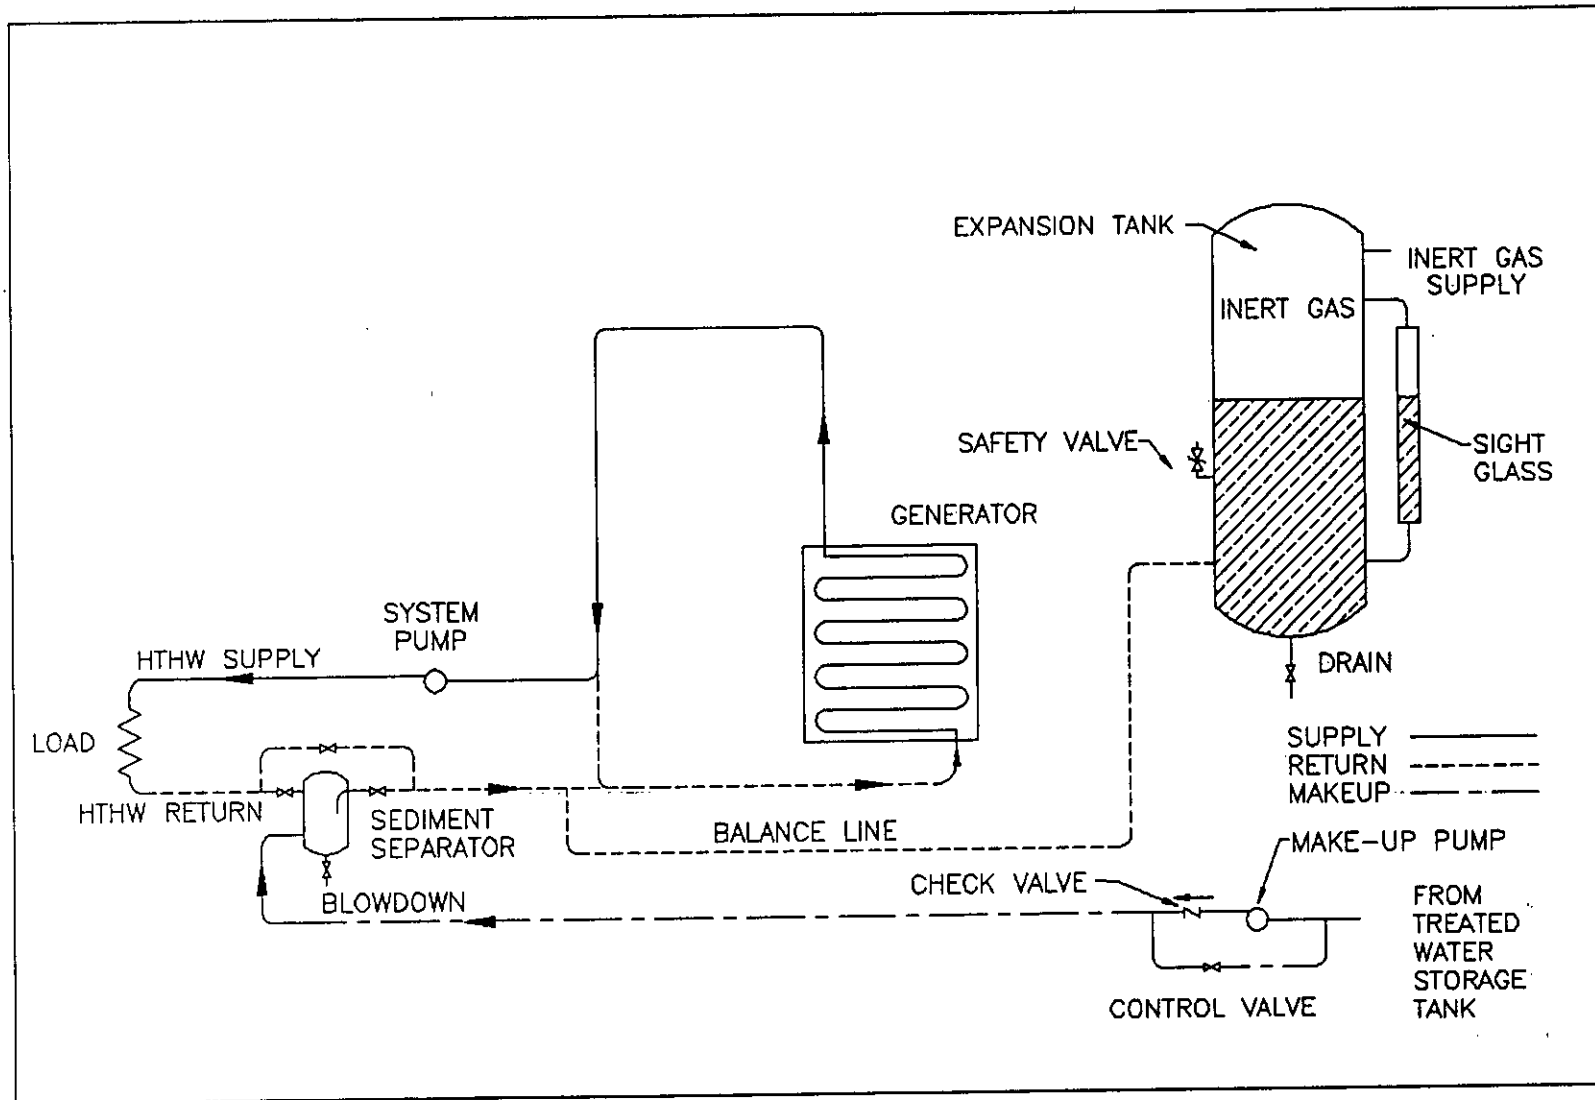 EXPANSION TANK
INERT GAS
SUPPLY
INERT GAS
SAFETY VALVE
SIGHT
GLASS
GENERATOR
SYSTEM
PUMP
HTHW SUPPLY
DRAIN
LOAD
SUPPLY
RETURN
MAKEUP
HTHW RETURN
SEDIMENT
SEPARATOR
BALANCE LINE
MAKE-UP PUMP
BLOWDOWN
CHECK VALVE
FROM
TREATED
WATER
STORAGE
TANK
CONTROL VALVE